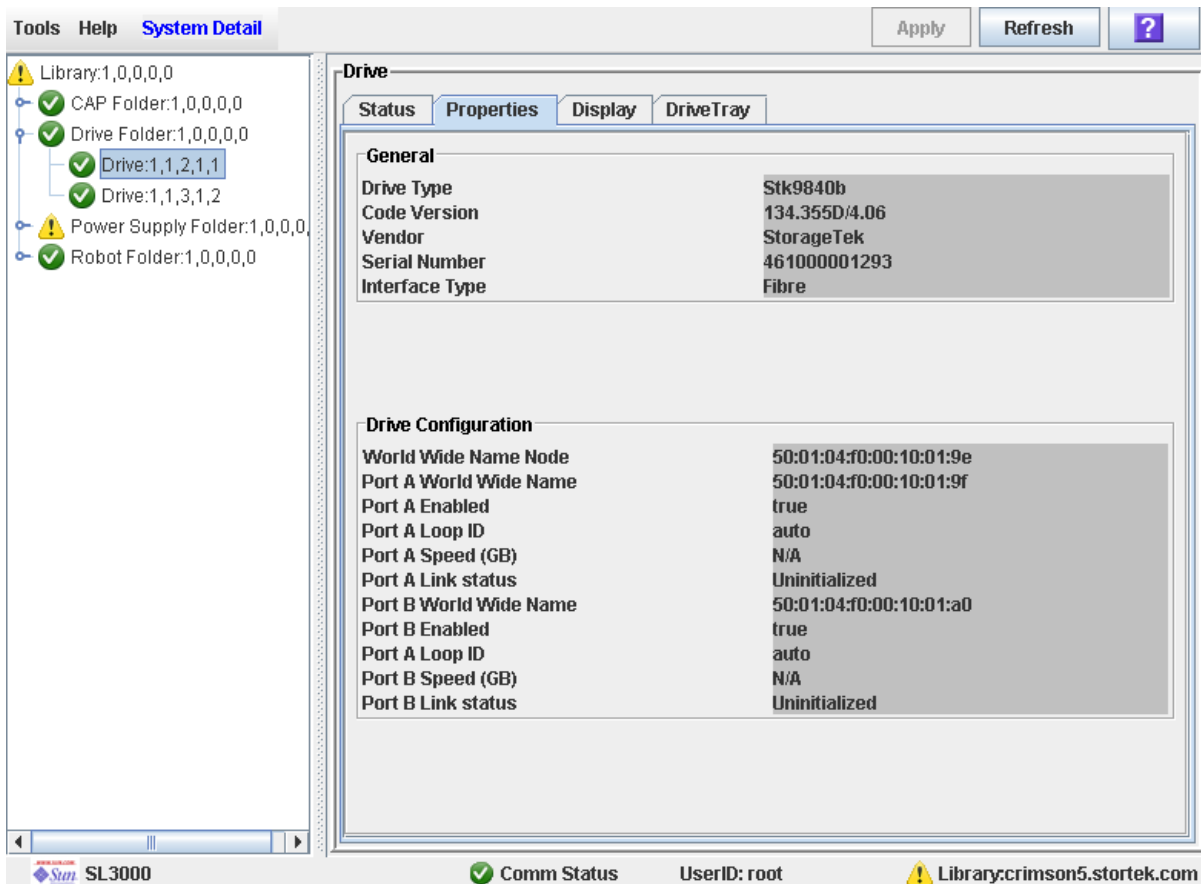 Tools Help System Detail
Apply Refresh ?
Library:1,0,0,0,0
CAP Folder:1,0,0,0,0
Drive Folder:1,0,0,0,0
Drive:1,1,2,1,1
Drive:1,1,3,1,2
Power Supply Folder:1,0,0,0,
Robot Folder:1,0,0,0,0
Drive
Status Properties Display DriveTray
General
Drive Type Stk9840b
Code Version 134.355D/4.06
Vendor StorageTek
Serial Number 461000001293
Interface Type Fibre
Drive Configuration
World Wide Name Node 50:01:04:f0:00:10:01:9e
Port A World Wide Name 50:01:04:f0:00:10:01:9f
Port A Enabled true
Port A Loop ID auto
Port A Speed (GB) N/A
Port A Link status Uninitialized
Port B World Wide Name 50:01:04:f0:00:10:01:a0
Port B Enabled true
Port A Loop ID auto
Port B Speed (GB) N/A
Port B Link status Uninitialized
Sun SL3000 Comm Status UserID: root Library:crimson5.stortek.com